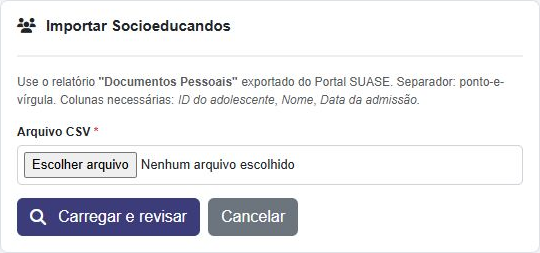 Importar Socioeducandos
Use o relatório "Documentos Pessoais" exportado do Portal SUASE. Separador: ponto-e-
vírgula. Colunas necessárias: ID do adolescente, Nome, Data da admissão.
Arquivo CSV *
Escolher arquivo Nenhum arquivo escolhido
Carregar e revisar Cancelar